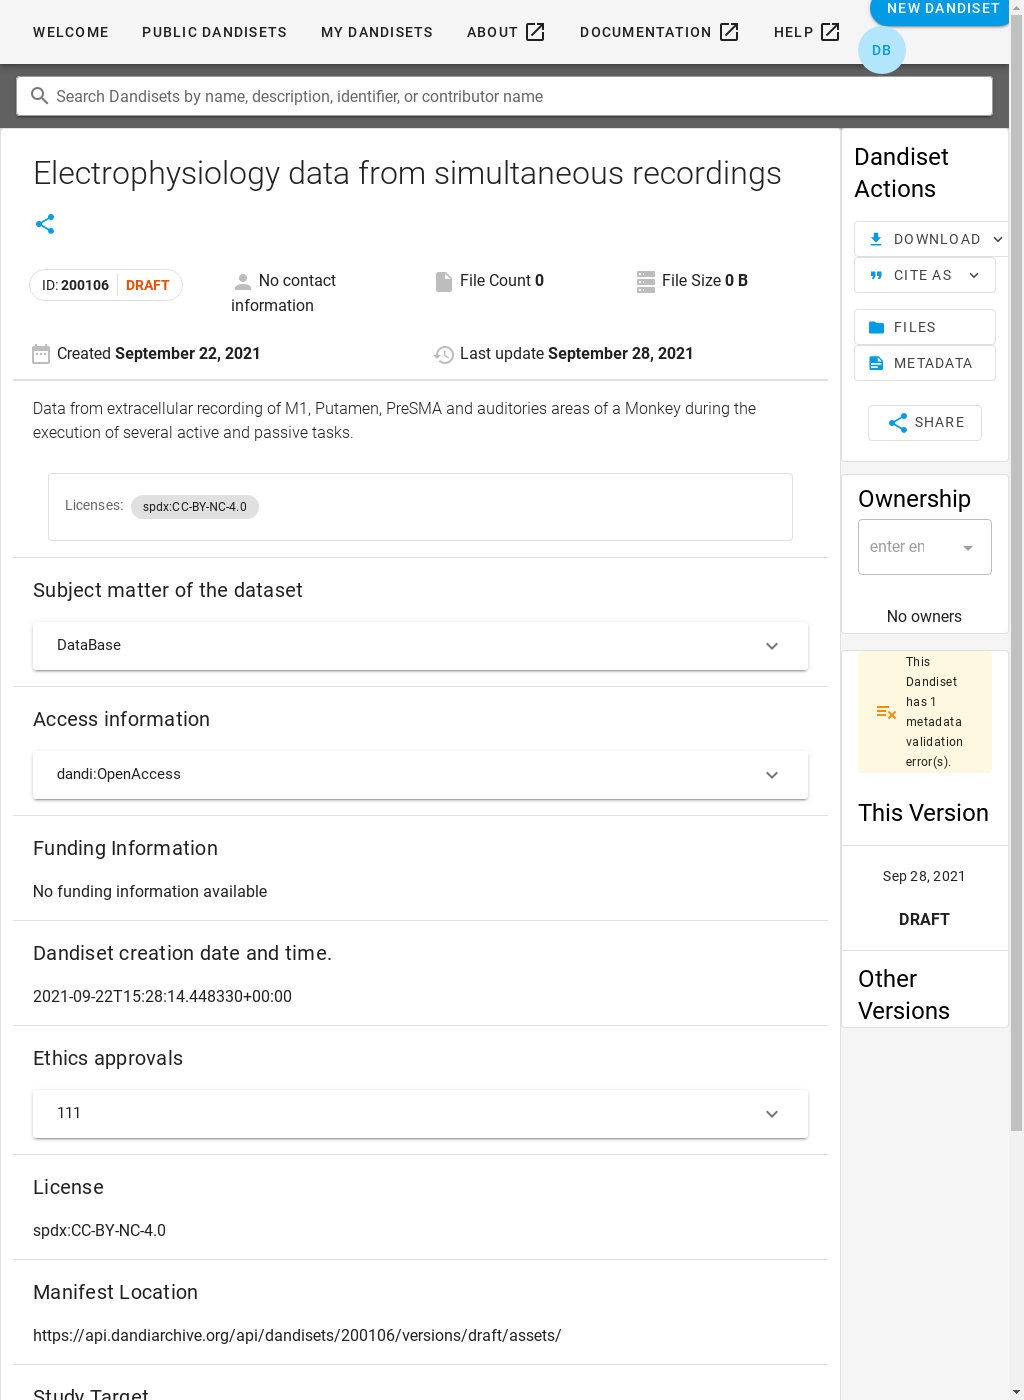 WELCOME
PUBLIC DANDISETS
MY DANDISETS
ABOUT
DOCUMENTATION
HELP
NEW DANDISET
DB
Search Dandisets by name, description, identifier, or contributor name
Electrophysiology data from simultaneous recordings
ID: 200106 DRAFT
No contact
information
File Count 0
File Size 0 B
Created September 22, 2021
Last update September 28, 2021
Data from extracellular recording of M1, Putamen, PreSMA and auditories areas of a Monkey during the
execution of several active and passive tasks.
Licenses: spdx:CC-BY-NC-4.0
Subject matter of the dataset
DataBase
Access information
dandi:OpenAccess
Funding Information
No funding information available
Dandiset creation date and time.
2021-09-22T15:28:14.448330+00:00
Ethics approvals
111
License
spdx:CC-BY-NC-4.0
Manifest Location
https://api.dandiarchive.org/api/dandisets/200106/versions/draft/assets/
Study Target
Dandiset
Actions
DOWNLOAD
CITE AS
FILES
METADATA
SHARE
Ownership
enter en
No owners
This
Dandiset
has 1
metadata
validation
error(s).
This Version
Sep 28, 2021
DRAFT
Other
Versions